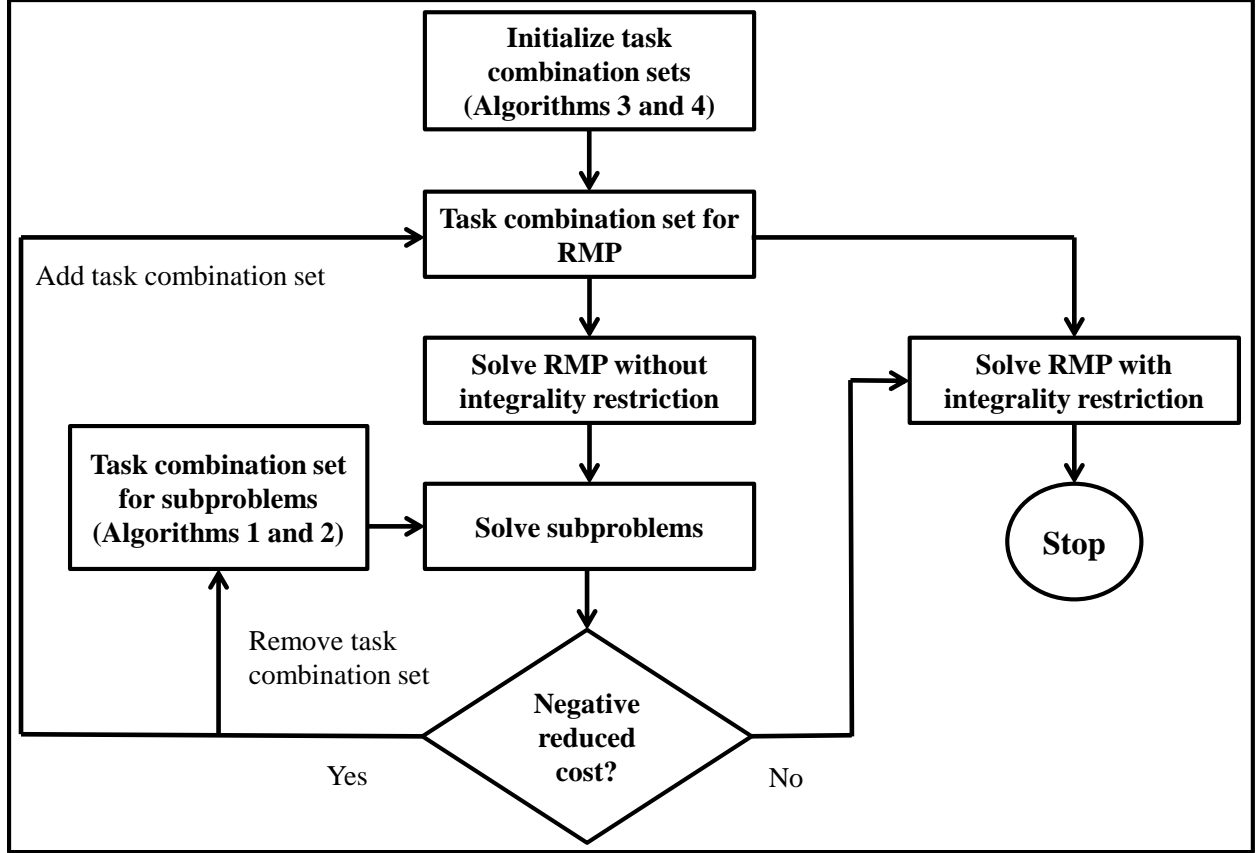 Initialize task
combination sets
(Algorithms 3 and 4)
Task combination set for
RMP
Add task combination set
Solve RMP without
integrality restriction
Solve RMP with
integrality restriction
Task combination set
for subproblems
(Algorithms 1 and 2)
Solve subproblems
Stop
Remove task
combination set
Negative
reduced
cost?
Yes
No